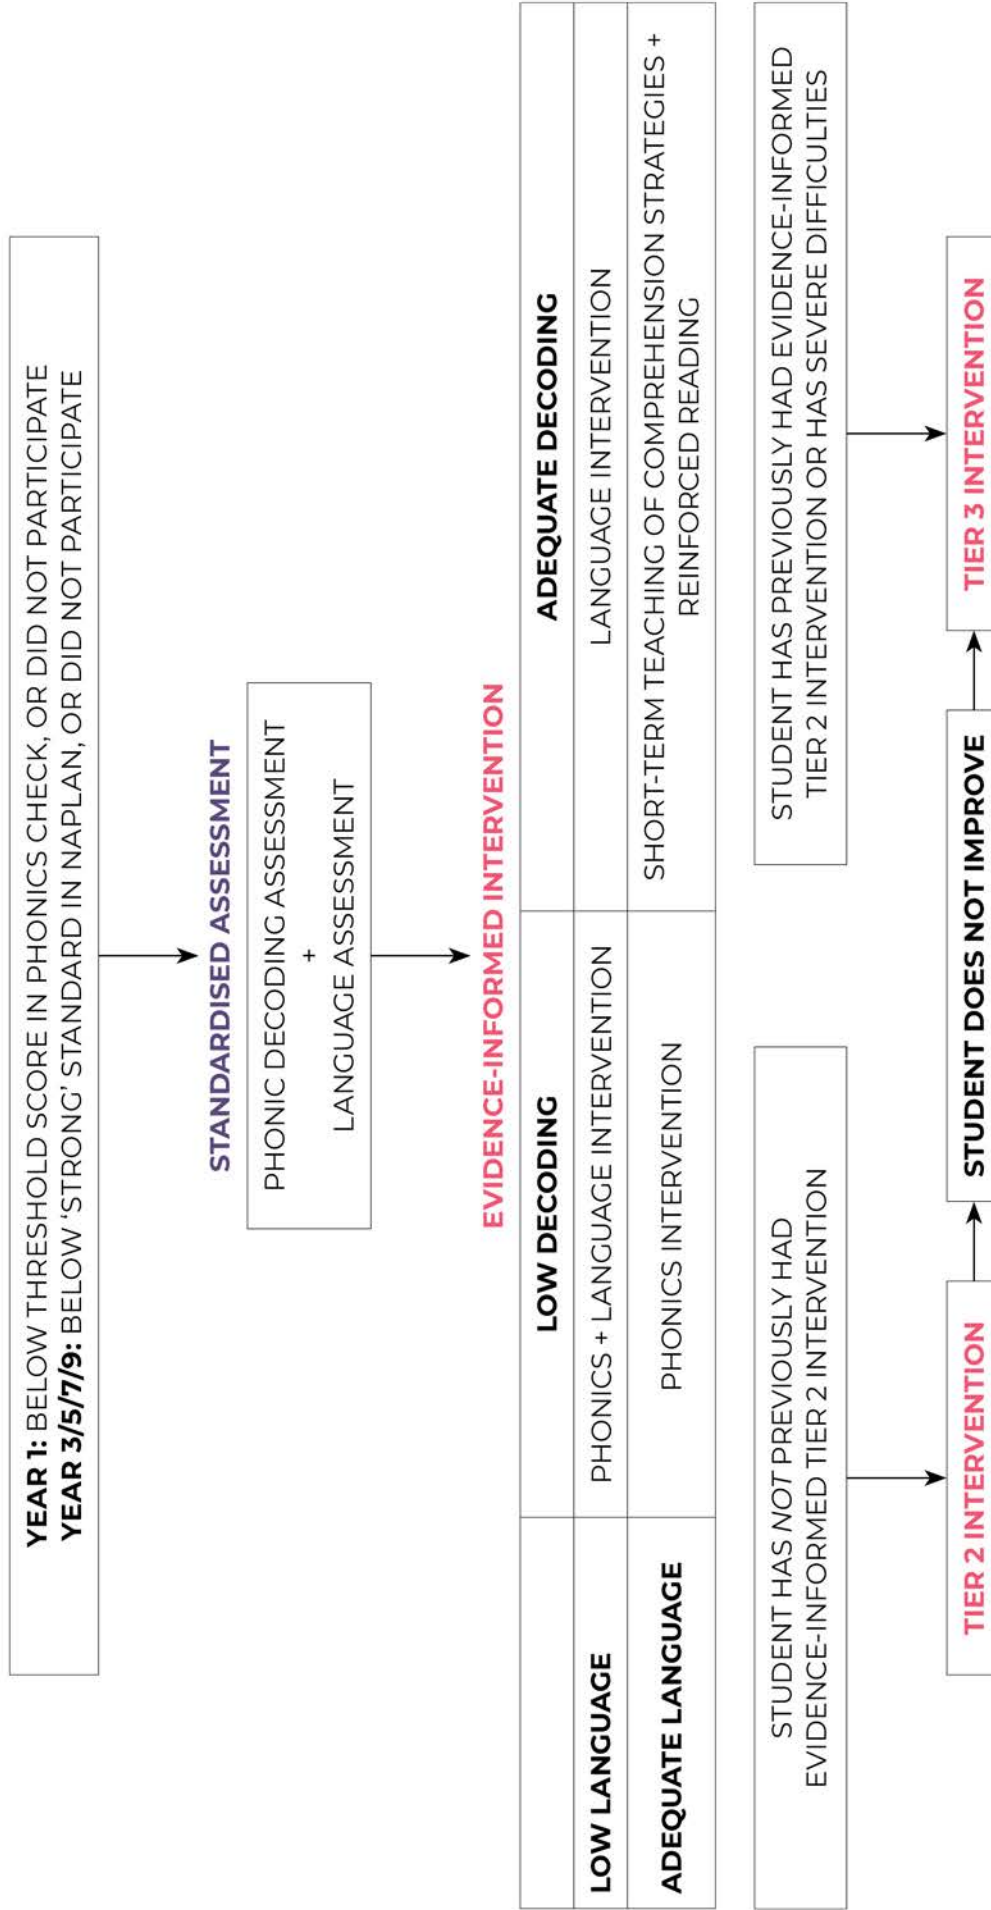 YEAR 1: BELOW THRESHOLD SCORE IN PHONICS CHECK, OR DID NOT PARTICIPATE
YEAR 3/5/7/9: BELOW ‘STRONG’ STANDARD IN NAPLAN, OR DID NOT PARTICIPATE
STANDARDISED ASSESSMENT
PHONIC DECODING ASSESSMENT
+
LANGUAGE ASSESSMENT
EVIDENCE-INFORMED INTERVENTION
LOW DECODING
ADEQUATE DECODING
LOW LANGUAGE
PHONICS + LANGUAGE INTERVENTION
LANGUAGE INTERVENTION
ADEQUATE LANGUAGE
PHONICS INTERVENTION
SHORT-TERM TEACHING OF COMPREHENSION STRATEGIES +
REINFORCED READING
STUDENT HAS NOT PREVIOUSLY HAD
EVIDENCE-INFORMED TIER 2 INTERVENTION
STUDENT HAS PREVIOUSLY HAD EVIDENCE-INFORMED
TIER 2 INTERVENTION OR HAS SEVERE DIFFICULTIES
TIER 2 INTERVENTION
STUDENT DOES NOT IMPROVE
TIER 3 INTERVENTION